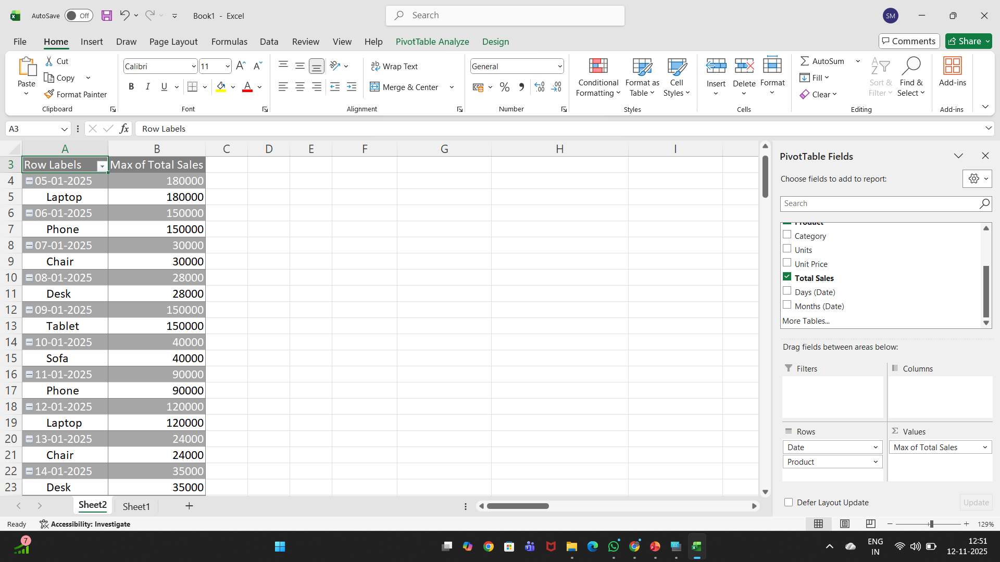 AutoSave Off Book1 - Excel Search SM
File Home Insert Draw Page Layout Formulas Data Review View Help PivotTable Analyze Design Comments Share
Paste Cut Copy Format Painter Clipboard
Calibri 11 B I U A Font
Wrap Text Merge & Center Alignment
General % Number
Conditional Formatting Format as Table Cell Styles Styles
Insert Delete Format Cells
AutoSum Fill Clear Sort & Filter Find & Select Editing
Add-ins Add-ins
A3 fx Row Labels
A B C D E F G H I
3 Row Labels Max of Total Sales
4 05-01-2025 180000
5 Laptop 180000
6 06-01-2025 150000
7 Phone 150000
8 07-01-2025 30000
9 Chair 30000
10 08-01-2025 28000
11 Desk 28000
12 09-01-2025 150000
13 Tablet 150000
14 10-01-2025 40000
15 Sofa 40000
16 11-01-2025 90000
17 Phone 90000
18 12-01-2025 120000
19 Laptop 120000
20 13-01-2025 24000
21 Chair 24000
22 14-01-2025 35000
23 Desk 35000
PivotTable Fields
Choose fields to add to report:
Search
Product
Category
Units
Unit Price
Total Sales
Days (Date)
Months (Date)
More Tables...
Drag fields between areas below:
Filters Columns
Rows Values
Date Max of Total Sales
Product
Defer Layout Update Update
Sheet2 Sheet1
Ready Accessibility: Investigate 129%
7 ENG IN 12:51 12-11-2025